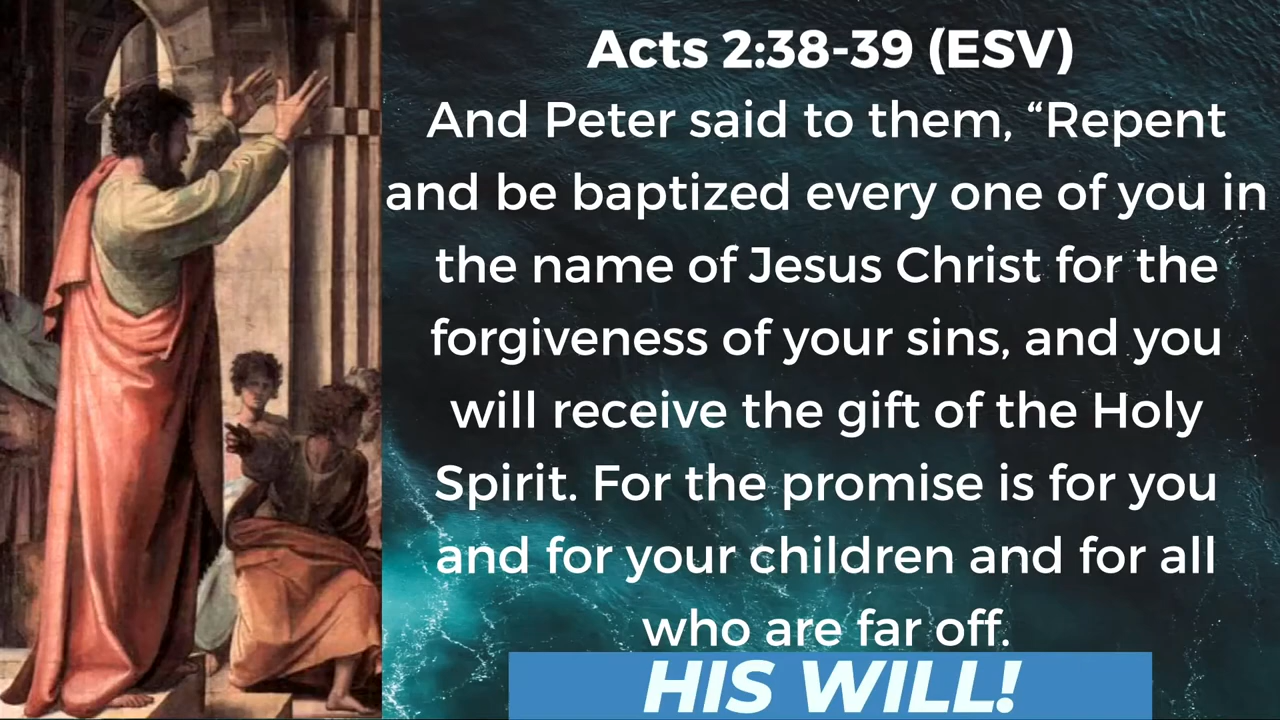 Acts 2:38-39 (ESV)
And Peter said to them, “Repent
and be baptized every one of you in
the name of Jesus Christ for the
forgiveness of your sins, and you
will receive the gift of the Holy
Spirit. For the promise is for you
and for your children and for all
who are far off.
HIS WILL!